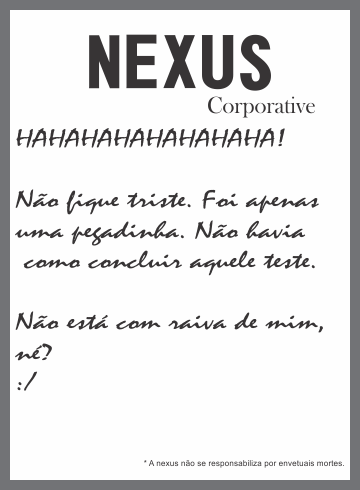 NEXUS
Corporative
HAHAHAHAHAHAHAHA!
Não fique triste. Foi apenas
uma pegadinha. Não havia
como concluir aquele teste.
Não está com raiva de mim,
né?
:/
* A nexus não se responsabiliza por envetuais mortes.